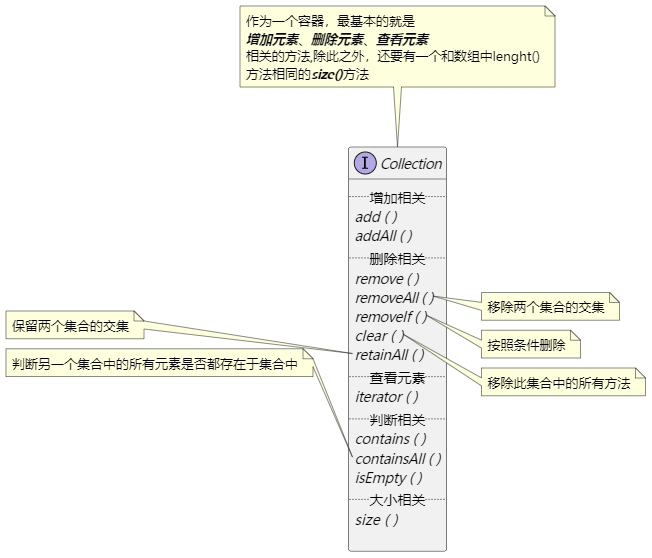 作为一个容器，最基本的就是
增加元素、删除元素、查看元素
相关的方法,除此之外，还要有一个和数组中lenght()
方法相同的size()方法
I Collection
增加相关
add ( )
addAll ( )
删除相关
remove ( )
removeAll ( )
移除两个集合的交集
removeIf ( )
按照条件删除
clear ( )
移除此集合中的所有方法
retainAll ( )
保留两个集合的交集
查看元素
iterator ( )
判断相关
contains ( )
containsAll ( )
判断另一个集合中的所有元素是否都存在于集合中
isEmpty ( )
大小相关
size ( )